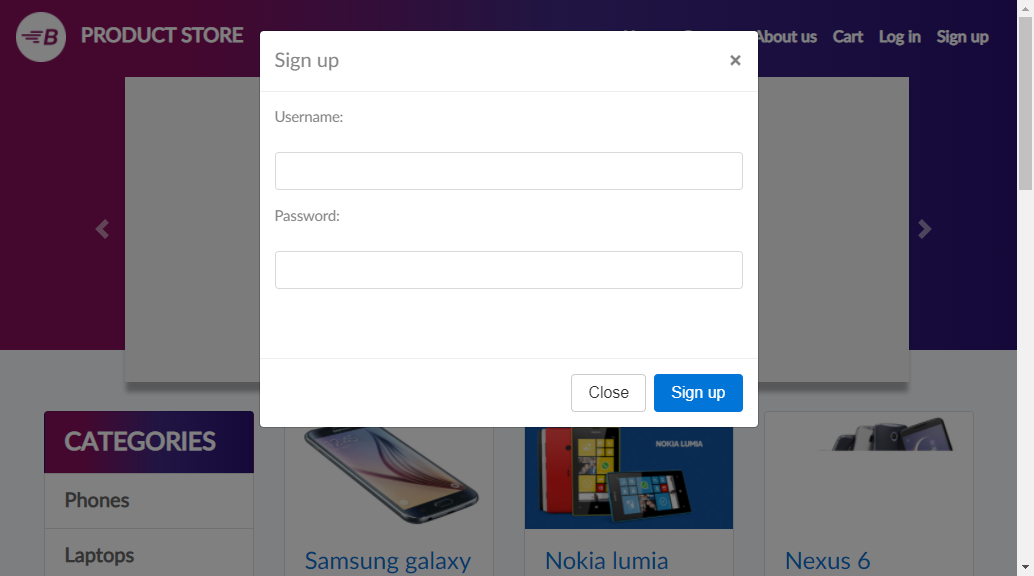 PRODUCT STORE
About us
Cart
Log in
Sign up
Sign up
×
Username:
Password:
Close
Sign up
CATEGORIES
Phones
Laptops
NOKIA LUMIA
Samsung galaxy
Nokia lumia
Nexus 6